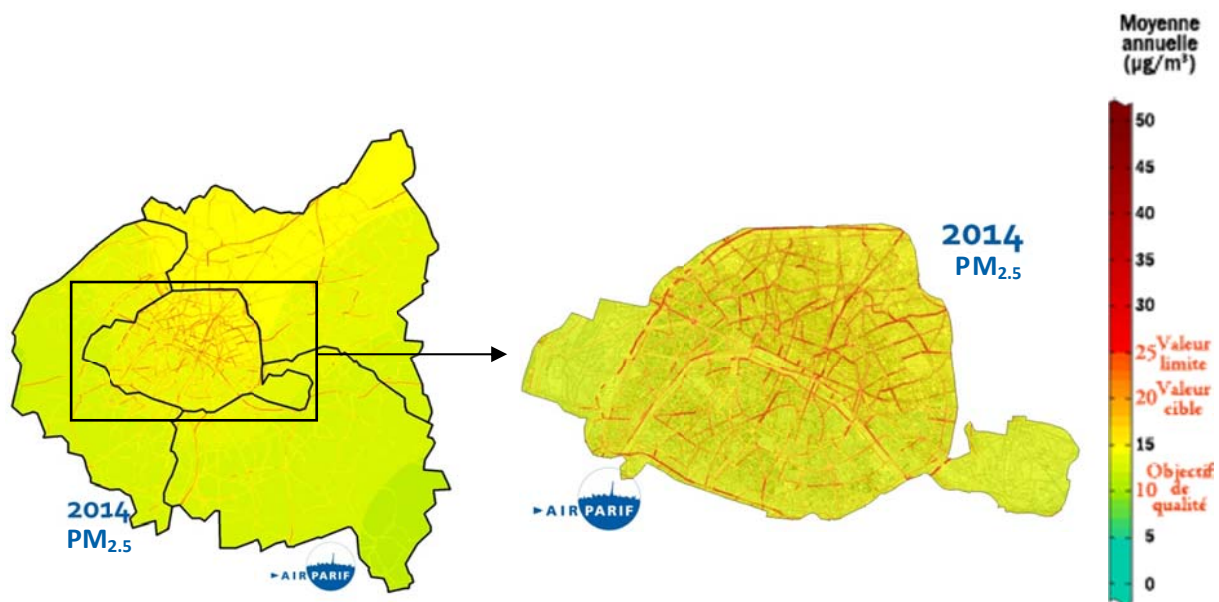 Moyenne
annuelle
(µg/m³)
50
45
40
35
30
25 Valeur
limite
20 Valeur
cible
15
10 Objectif
de
qualité
5
0
2014
PM2.5
AIRPARIF
2014
PM2.5
AIRPARIF